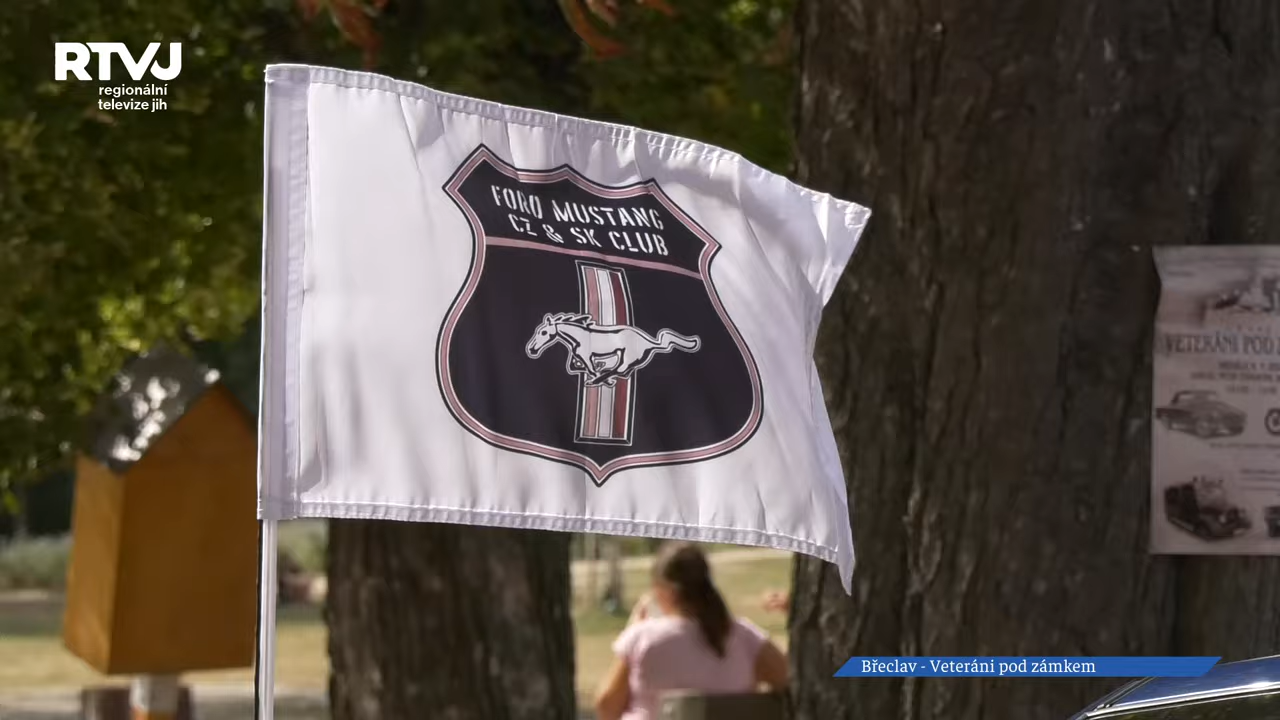 RTVJ
regionální
televize jih
FORD MUSTANG
CZ & SK CLUB
VETERÁNI POD
Břeclav - Veteráni pod zámkem